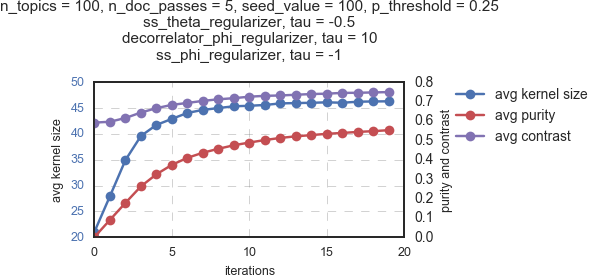 n_topics = 100, n_doc_passes = 5, seed_value = 100, p_threshold = 0.25
ss_theta_regularizer, tau = -0.5
decorrelator_phi_regularizer, tau = 10
ss_phi_regularizer, tau = -1
avg kernel size
50
45
40
35
30
25
20
0
5
10
15
20
iterations
0.8
0.7
0.6
0.5
0.4
0.3
0.2
0.1
0.0
purity and contrast
avg kernel size
avg purity
avg contrast